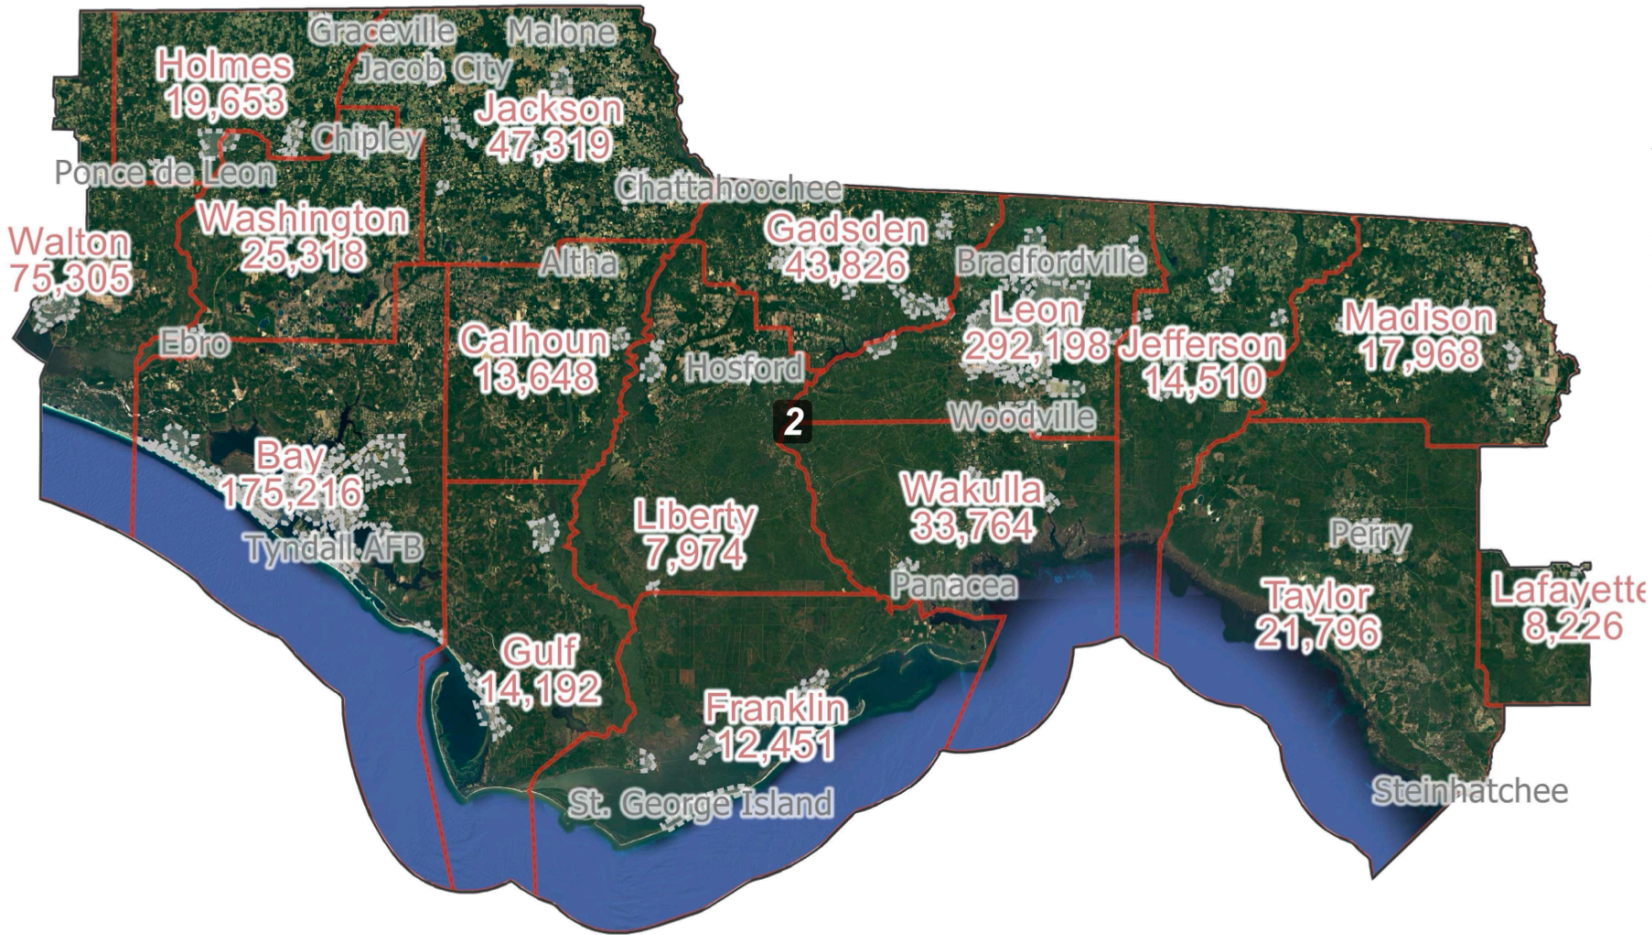 Graceville
Malone
Holmes
19,653
Jacob City
Jackson
47,319
Chipley
Ponce de Leon
Chattahoochee
Washington
25,318
Gadsden
43,826
Walton
75,305
Altha
Bradfordville
Leon
292,198
Madison
17,968
Ebro
Calhoun
13,648
Hosford
Jefferson
14,510
2
Woodville
Bay
175,216
Wakulla
33,764
Liberty
7,974
Tyndall AFB
Perry
Panacea
Taylor
21,796
Lafayette
8,226
Gulf
14,192
Franklin
12,451
St. George Island
Steinhatchee